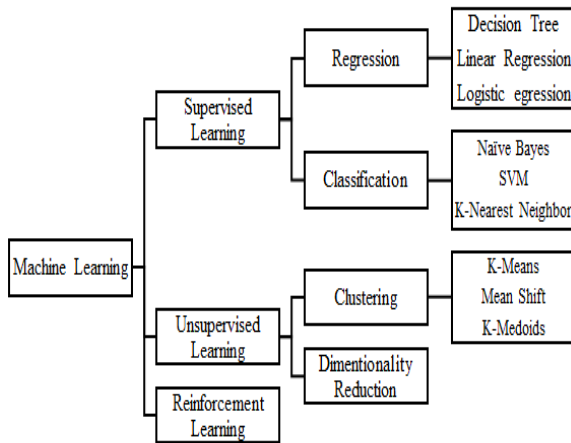 Machine Learning
Supervised
Learning
Regression
Decision Tree
Linear Regression
Logistic egression
Classification
Naïve Bayes
SVM
K-Nearest Neighbor
Unsupervised
Learning
Clustering
K-Means
Mean Shift
K-Medoids
Dimentionality
Reduction
Reinforcement
Learning